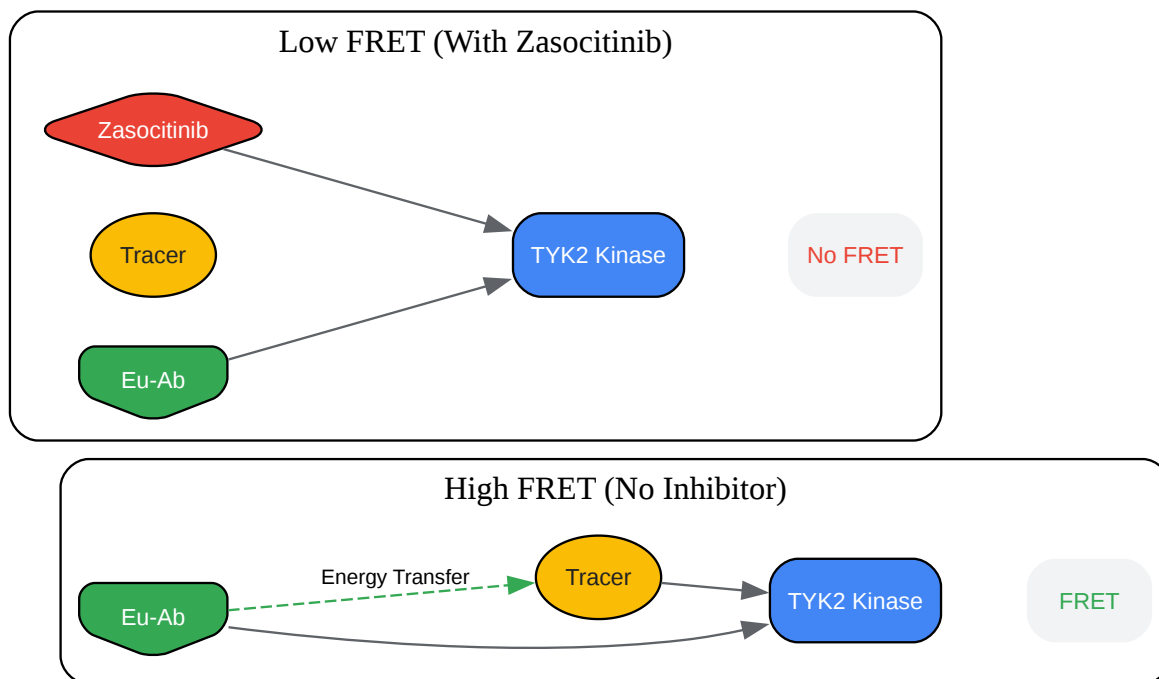 Low FRET (With Zasocitinib)
Zasocitinib
Tracer
TYK2 Kinase
No FRET
Eu-Ab
High FRET (No Inhibitor)
Energy Transfer
Tracer
TYK2 Kinase
FRET
Eu-Ab